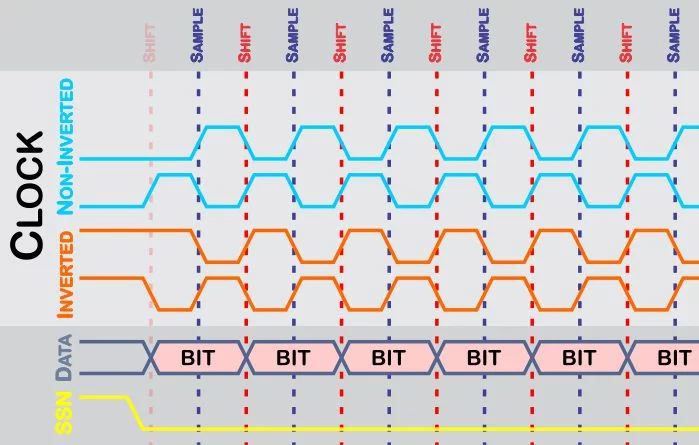 SHIFT
SAMPLE
SHIFT
SAMPLE
SHIFT
SAMPLE
SHIFT
SAMPLE
SHIFT
SAMPLE
SHIFT
SAMPLE
CLOCK
NON-INVERTED
INVERTED
DATA
BIT
BIT
BIT
BIT
BIT
BIT
SSN